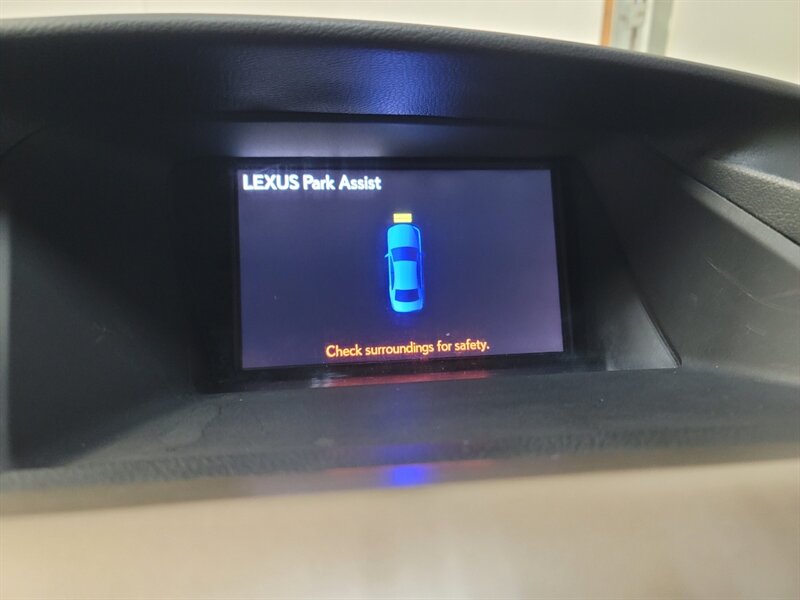 LEXUS Park Assist
Check surroundings for safety.